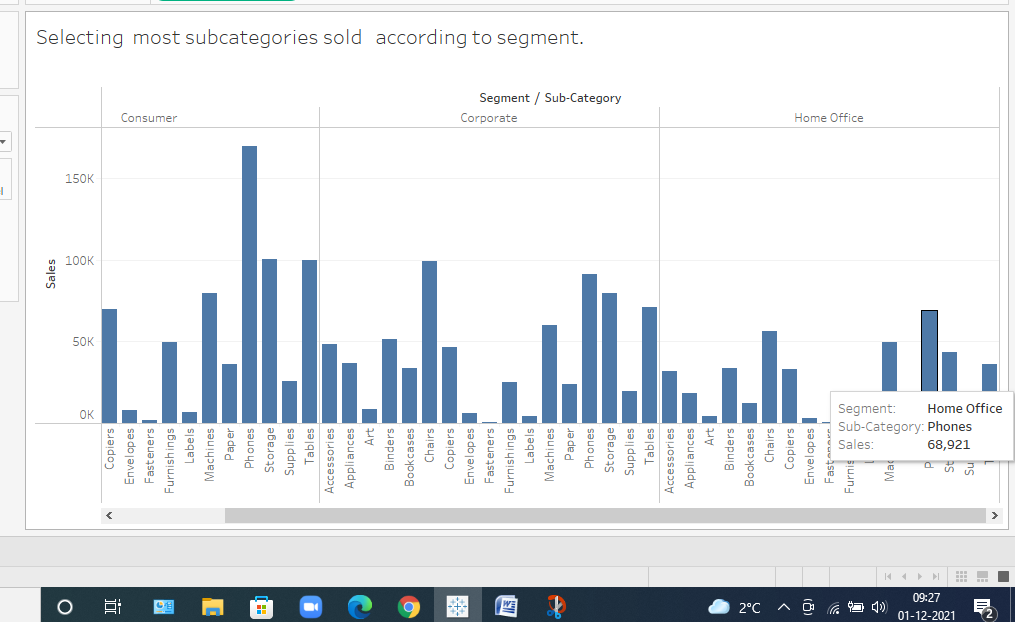 Selecting most subcategories sold according to segment.
Segment / Sub-Category
Consumer
Corporate
Home Office
Sales
150K
100K
50K
0K
Copiers
Envelopes
Fasteners
Furnishings
Labels
Machines
Paper
Phones
Storage
Supplies
Tables
Accessories
Appliances
Art
Binders
Bookcases
Chairs
Copiers
Envelopes
Fasteners
Furnishings
Labels
Machines
Paper
Phones
Storage
Supplies
Tables
Accessories
Appliances
Art
Binders
Bookcases
Chairs
Copiers
Envelopes
Segment: Home Office
Sub-Category: Phones
Sales: 68,921
2°C
09:27
01-12-2021
2